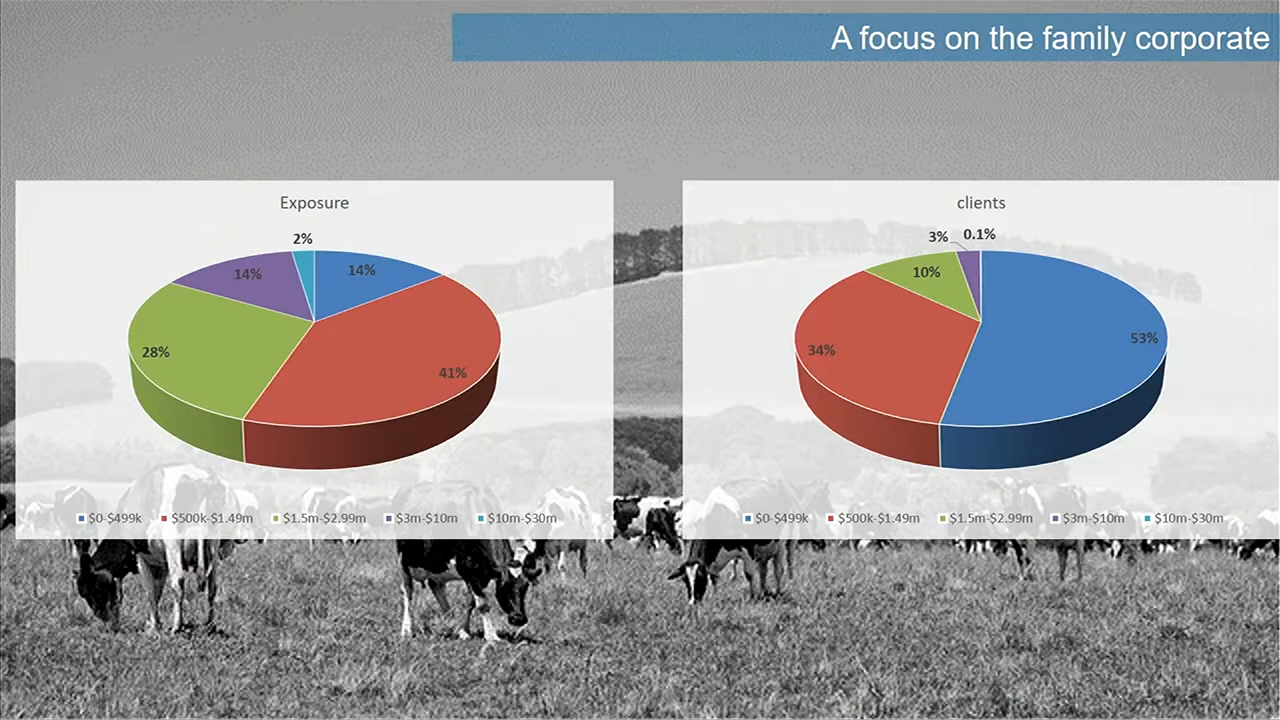 A focus on the family corporate
Exposure
2%
14%
14%
28%
41%
$0-$499k $500k-$1.49m $1.5m-$2.99m $3m-$10m $10m-$30m
clients
3% 0.1%
10%
53%
34%
$0-$499k $500k-$1.49m $1.5m-$2.99m $3m-$10m $10m-$30m